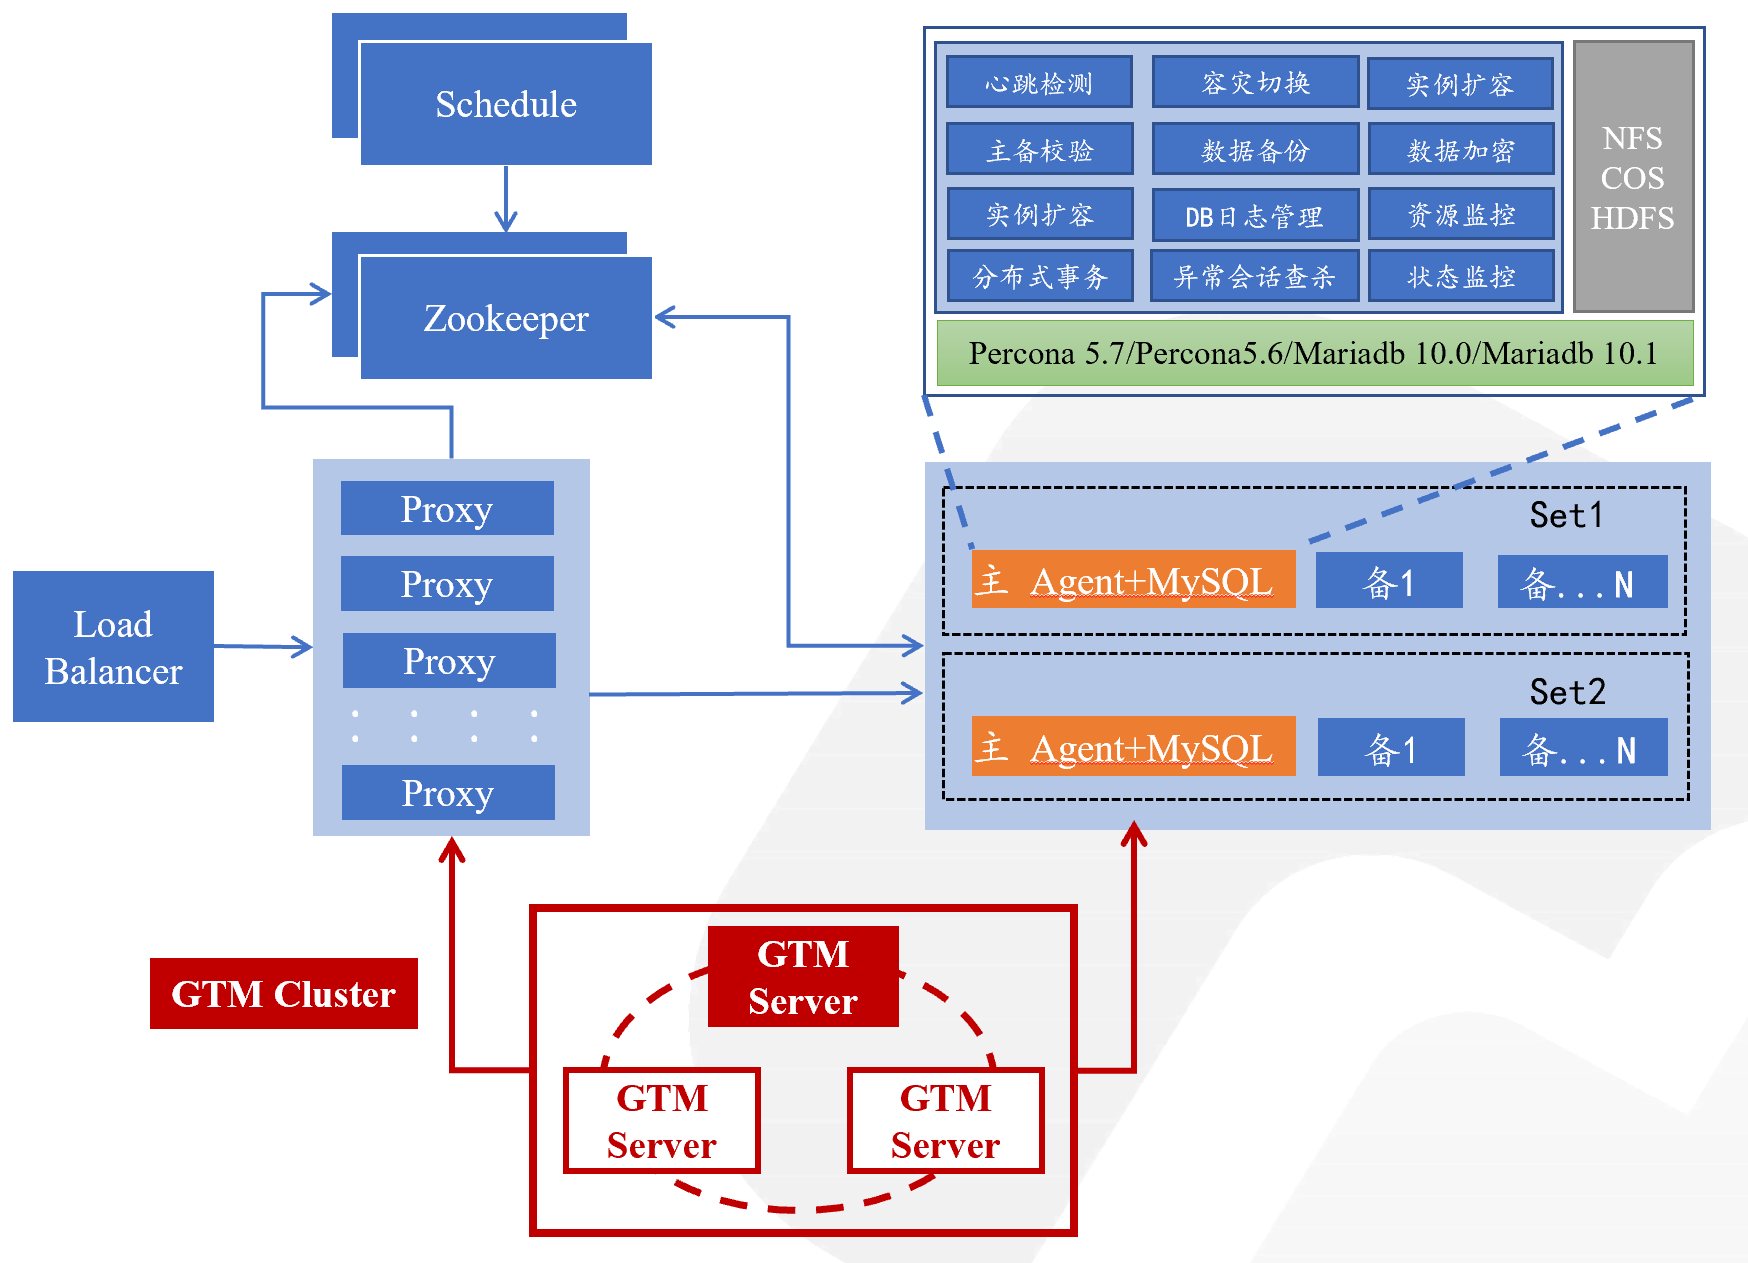 Schedule
Zookeeper
Proxy
Proxy
Proxy
Proxy
Load
Balancer
心跳检测
容灾切换
实例扩容
主备校验
数据备份
数据加密
实例扩容
DB日志管理
资源监控
分布式事务
异常会话查杀
状态监控
NFS
COS
HDFS
Percona 5.7/Percona5.6/Mariadb 10.0/Mariadb 10.1
Set1
主 Agent+MySQL
备1
备...N
Set2
主 Agent+MySQL
备1
备...N
GTM Cluster
GTM
Server
GTM
Server
GTM
Server